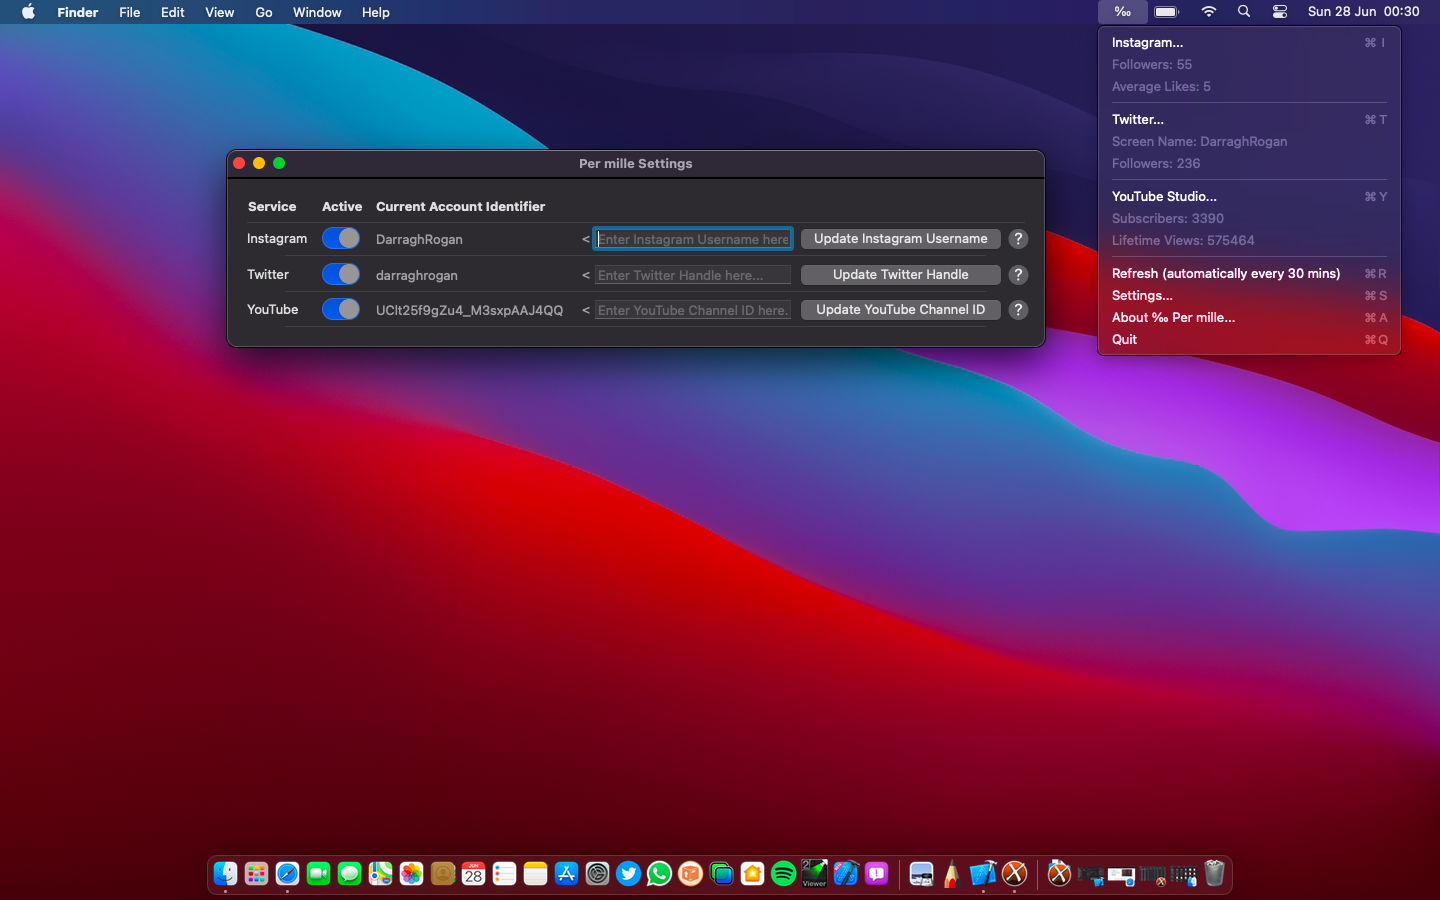 Finder File Edit View Go Window Help ‰ Sun 28 Jun 00:30
Instagram... ⌘ I
Followers: 55
Average Likes: 5
Twitter... ⌘ T
Screen Name: DarraghRogan
Followers: 236
YouTube Studio... ⌘ Y
Subscribers: 3390
Lifetime Views: 575464
Refresh (automatically every 30 mins) ⌘ R
Settings... ⌘ S
About ‰ Per mille... ⌘ A
Quit ⌘ Q
Per mille Settings
Service Active Current Account Identifier
Instagram DarraghRogan < Enter Instagram Username here Update Instagram Username ?
Twitter darraghrogan < Enter Twitter Handle here... Update Twitter Handle ?
YouTube UClt25f9gZu4_M3sxpAAJ4QQ < Enter YouTube Channel ID here. Update YouTube Channel ID ?
JUN
28
2
Viewer